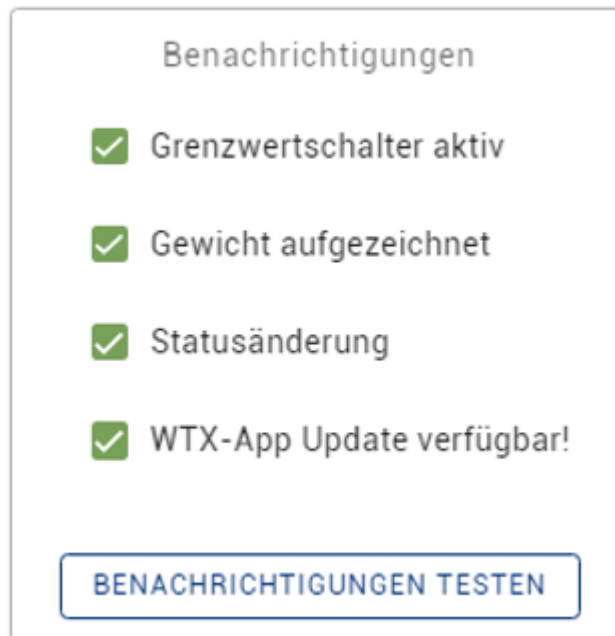 Benachrichtigungen
Grenzwertschalter aktiv
Gewicht aufgezeichnet
Statusänderung
WTX-App Update verfügbar!
BENACHRICHTIGUNGEN TESTEN